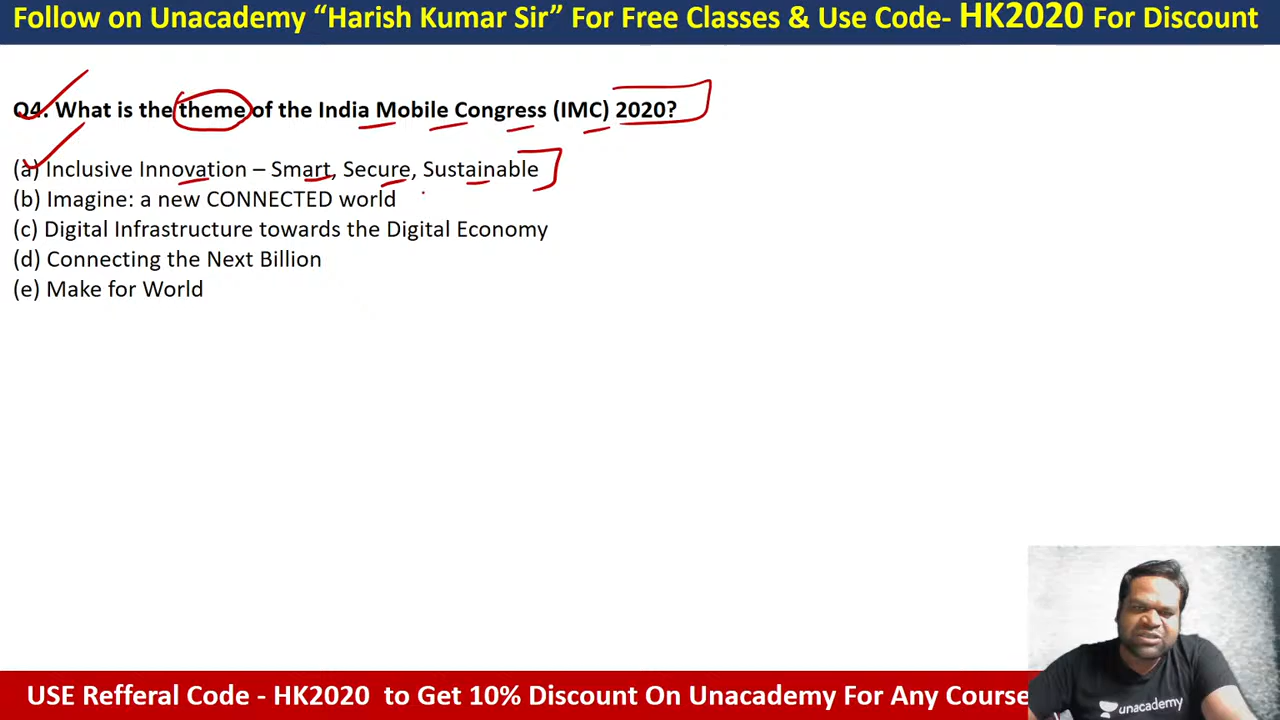 Follow on Unacademy “Harish Kumar Sir” For Free Classes & Use Code- HK2020 For Discount
Q4. What is the theme of the India Mobile Congress (IMC) 2020?
(a) Inclusive Innovation – Smart, Secure, Sustainable
(b) Imagine: a new CONNECTED world
(c) Digital Infrastructure towards the Digital Economy
(d) Connecting the Next Billion
(e) Make for World
USE Refferal Code - HK2020 to Get 10% Discount On Unacademy For Any Course
unacademy